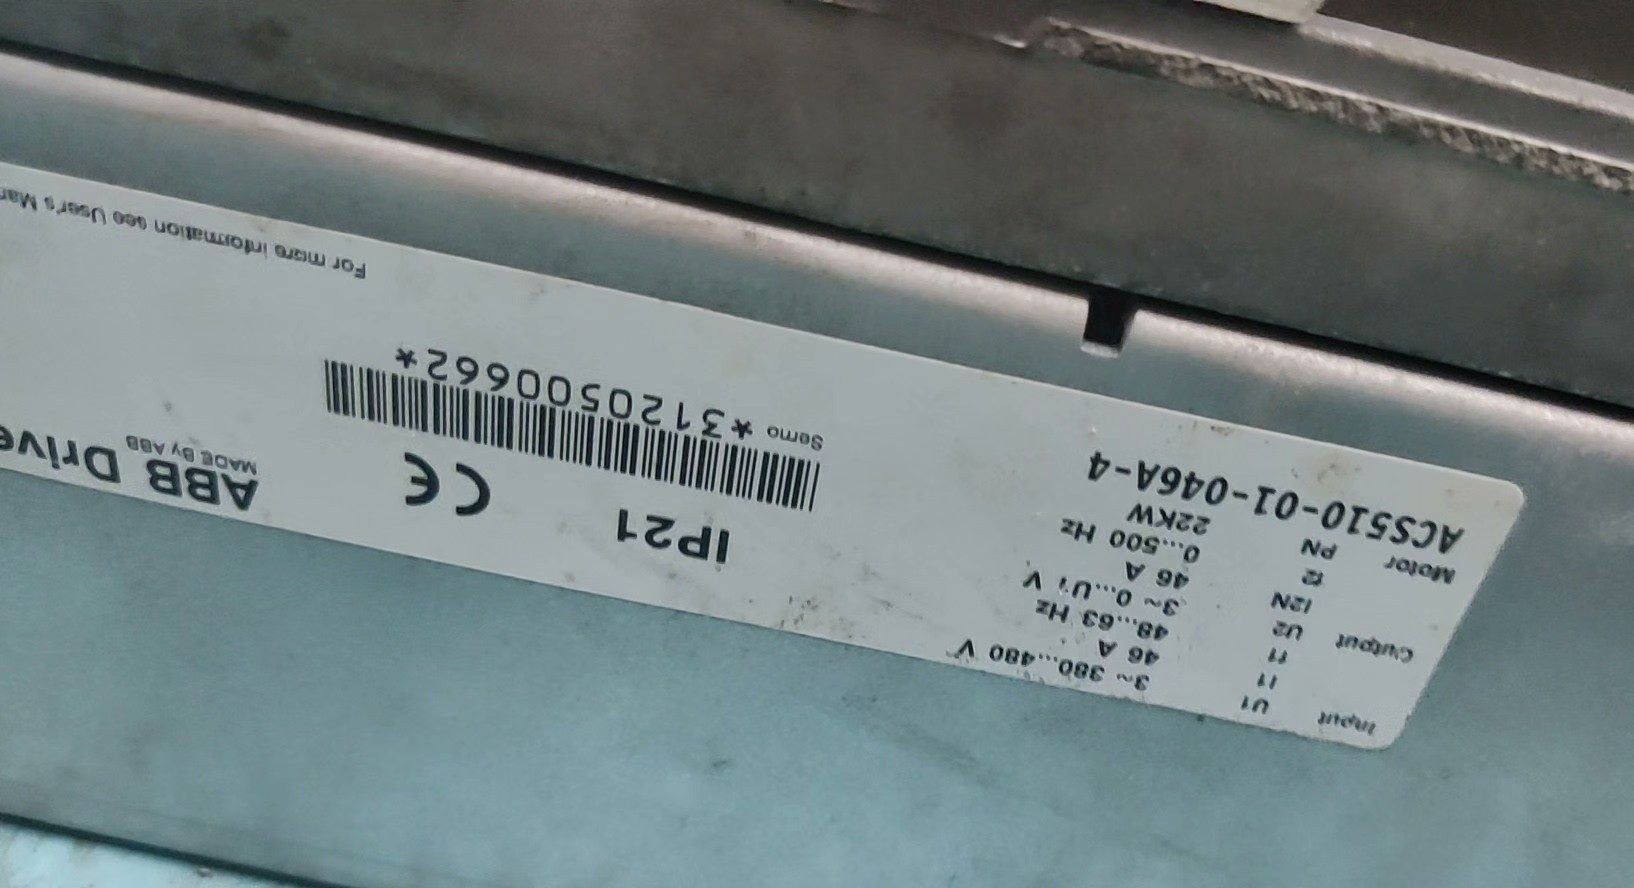 Input U1 3~ 380...480 V
I1 46 A
f1 48...63 Hz
Output U2 3~ 0...U1 V
I2N 46 A
f2 0...500 Hz
Motor PN 22KW
ACS510-01-046A-4
IP21
CE
Serno *3120500662*
ABB Drive
MADE By ABB
For more information see User's Man